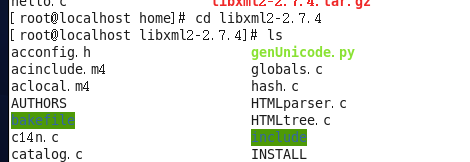 hello.c libxml2-2.7.4.tar.gz
[root@localhost home]# cd libxml2-2.7.4
[root@localhost libxml2-2.7.4]# ls
acconfig.h genUnicode.py
acinclude.m4 globals.c
aclocal.m4 hash.c
AUTHORS HTMLparser.c
bakefile HTMLtree.c
c14n.c include
catalog.c INSTALL